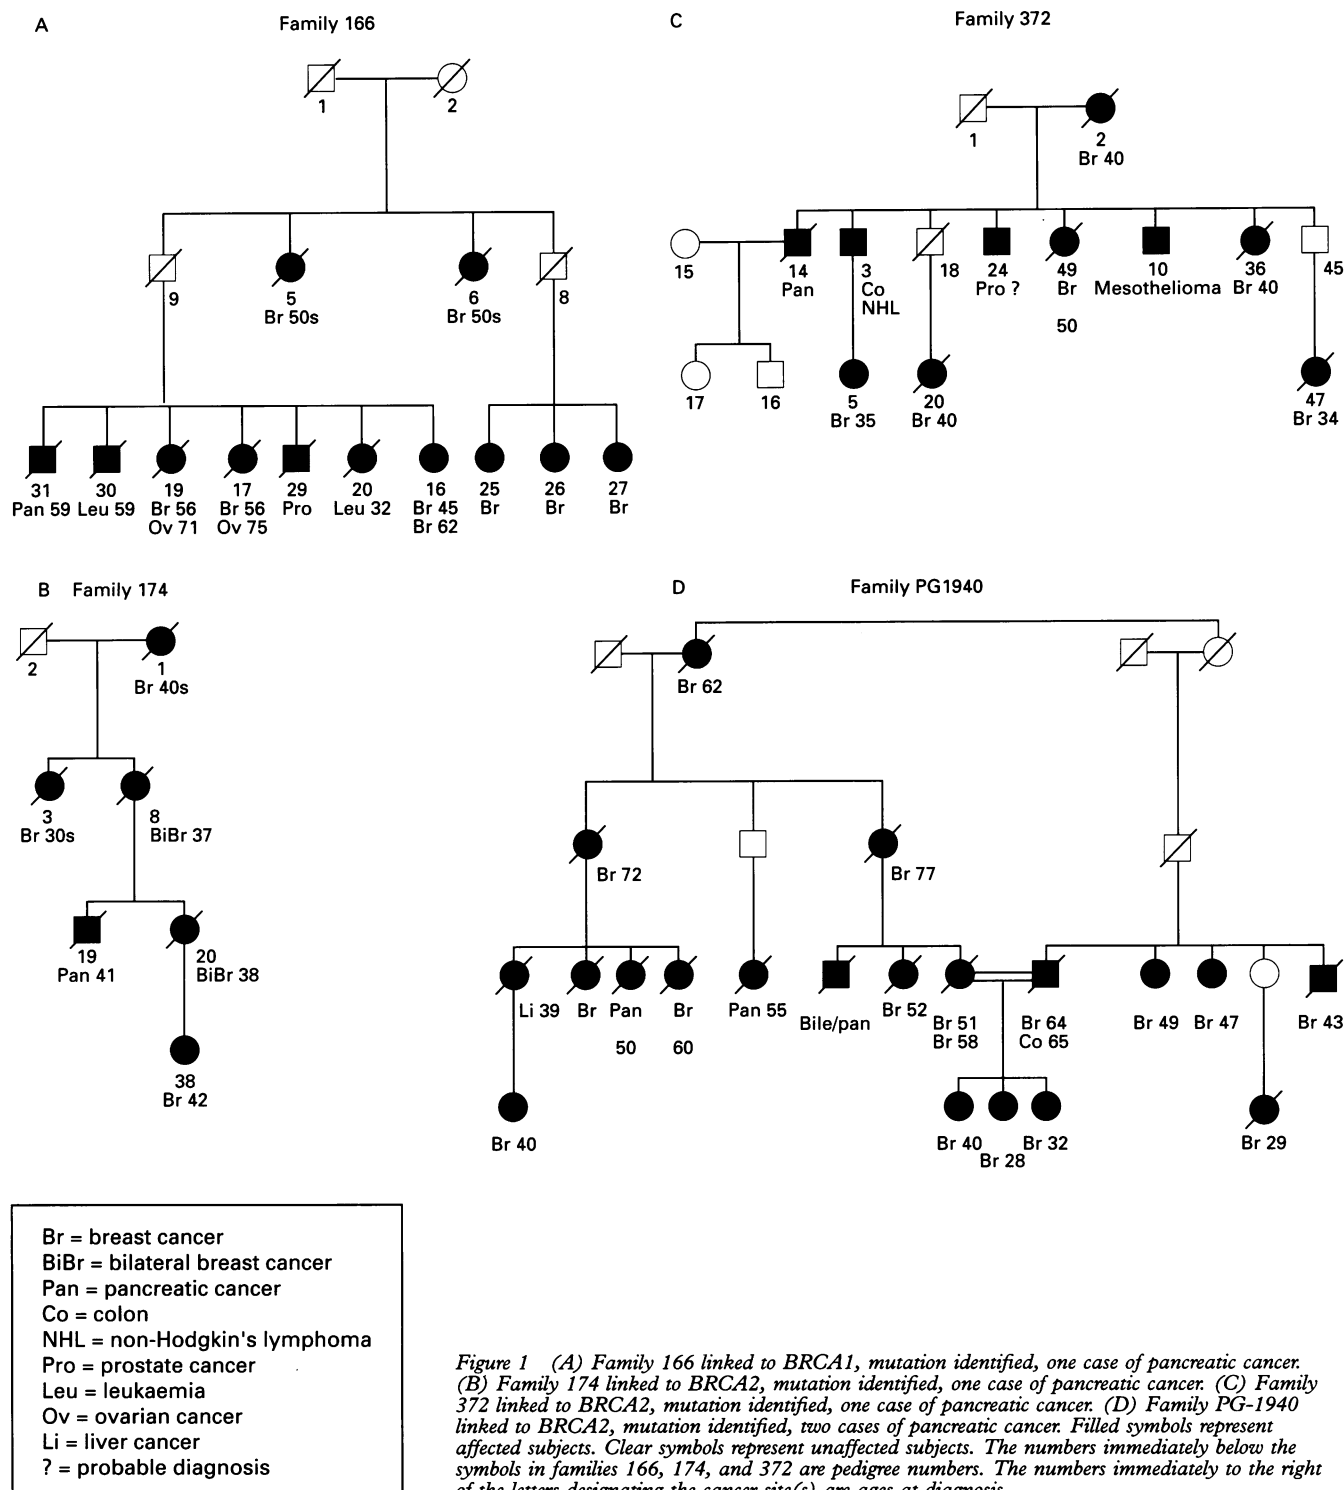 A
Family 166
1
2
9
5
Br 50s
6
Br 50s
8
31
Pan 59
30
Leu 59
19
Br 56
Ov 71
17
Br 56
Ov 75
29
Pro
20
Leu 32
16
Br 45
Br 62
25
Br
26
Br
27
Br
C
Family 372
1
2
Br 40
15
14
Pan
3
Co
NHL
18
24
Pro ?
49
Br
50
10
Mesothelioma
36
Br 40
45
17
16
5
Br 35
20
Br 40
47
Br 34
B
Family 174
2
1
Br 40s
3
Br 30s
8
BiBr 37
19
Pan 41
20
BiBr 38
38
Br 42
D
Family PG1940
Br 62
Br 72
Br 77
Li 39
Br
Pan
50
Br
60
Pan 55
Bile/pan
Br 52
Br 51
Br 58
Br 64
Co 65
Br 49
Br 47
Br 43
Br 40
Br 40
Br 28
Br 32
Br 29
Br = breast cancer
BiBr = bilateral breast cancer
Pan = pancreatic cancer
Co = colon
NHL = non-Hodgkin's lymphoma
Pro = prostate cancer
Leu = leukaemia
Ov = ovarian cancer
Li = liver cancer
? = probable diagnosis
Figure 1 (A) Family 166 linked to BRCA1, mutation identified, one case of pancreatic cancer.
(B) Family 174 linked to BRCA2, mutation identified, one case of pancreatic cancer. (C) Family
372 linked to BRCA2, mutation identified, one case of pancreatic cancer. (D) Family PG-1940
linked to BRCA2, mutation identified, two cases of pancreatic cancer. Filled symbols represent
affected subjects. Clear symbols represent unaffected subjects. The numbers immediately below the
symbols in families 166, 174, and 372 are pedigree numbers. The numbers immediately to the right
of the letters designating the cancer site(s) are ages at diagnosis.